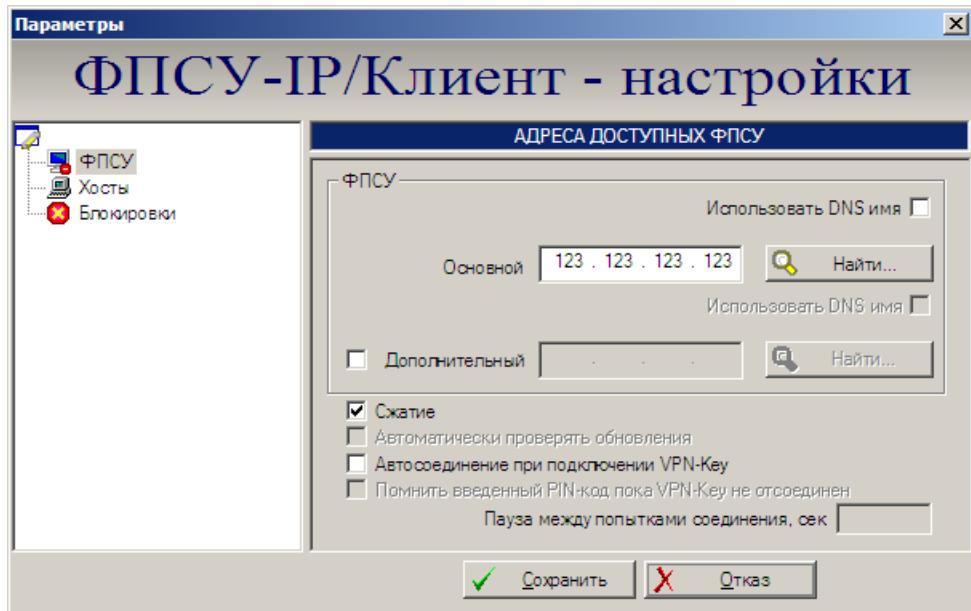 Параметры
ФПСУ-IP/Клиент - настройки
ФПСУ
Хосты
Блокировки
АДРЕСА ДОСТУПНЫХ ФПСУ
ФПСУ
Использовать DNS имя
Основной 123 . 123 . 123 . 123 Найти...
Использовать DNS имя
Дополнительный . . . Найти...
Сжатие
Автоматически проверять обновления
Автосоединение при подключении VPN-Key
Помнить введенный PIN-код пока VPN-Key не отсоединен
Пауза между попытками соединения, сек
Сохранить Отказ